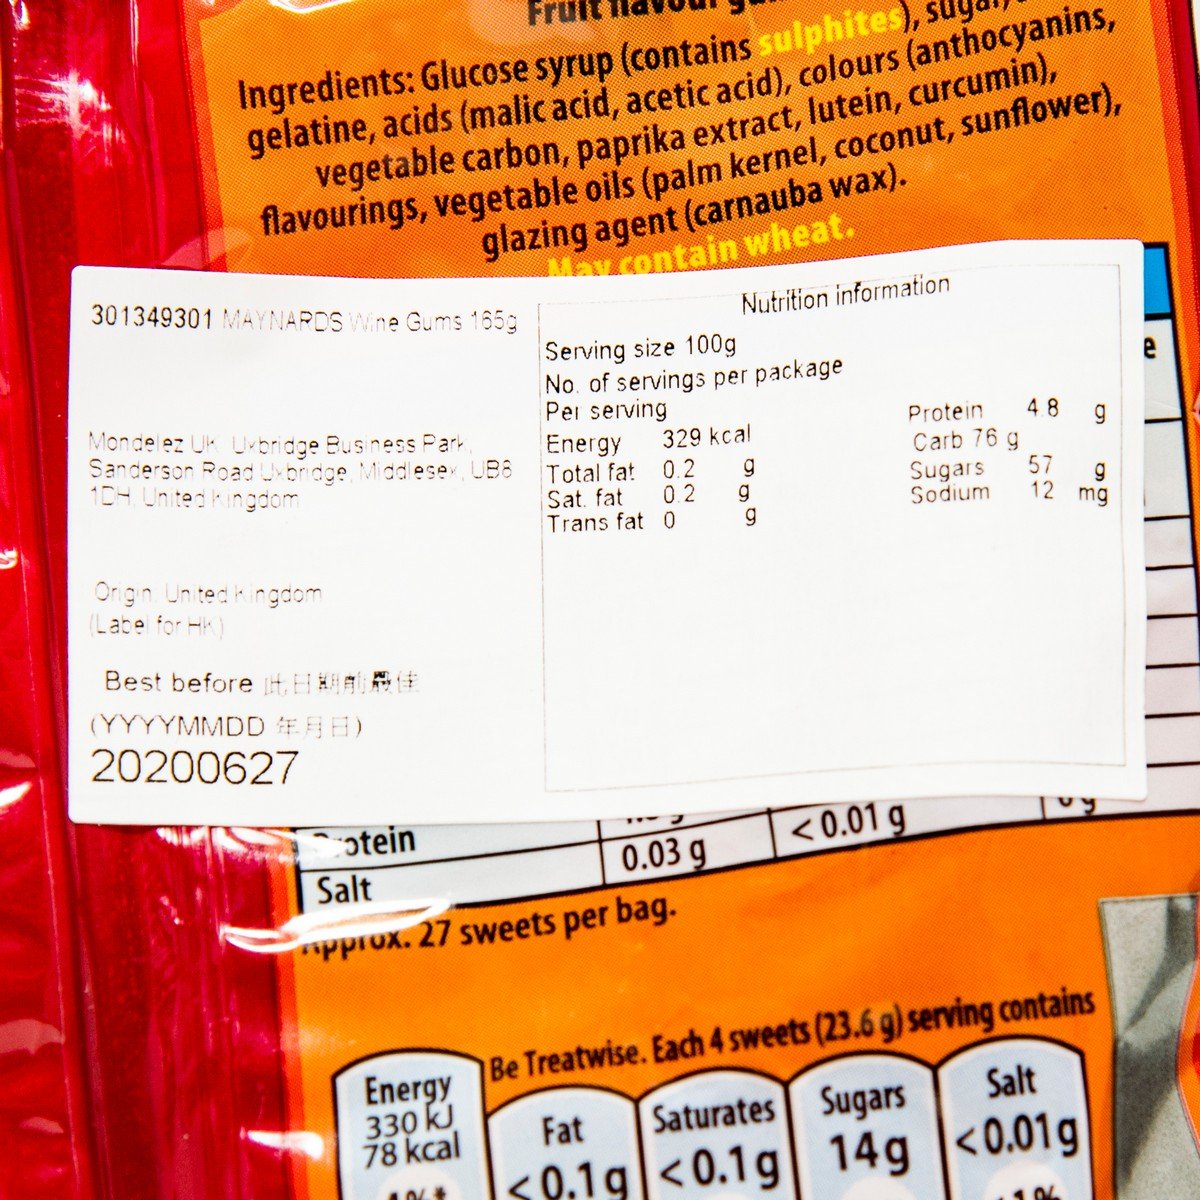 Fruit flavour
Ingredients: Glucose syrup (contains sulphites), sugar,
gelatine, acids (malic acid, acetic acid), colours (anthocyanins,
vegetable carbon, paprika extract, lutein, curcumin),
flavourings, vegetable oils (palm kernel, coconut, sunflower),
glazing agent (carnauba wax).
May contain wheat.
301349301 MAYNARDS Wine Gums 165g
Mondelez UK Uxbridge Business Park,
Sanderson Road Uxbridge, Middlesex, UB8
1DH, United Kingdom
Origin: United Kingdom
(Label for HK)
Best before 此日期前最佳
(YYYYMMDD 年月日)
20200627
Nutrition information
Serving size 100g
No. of servings per package
Per serving
Energy 329 kcal
Total fat 0.2 g
Sat. fat 0.2 g
Trans fat 0 g
Protein 4.8 g
Carb 76 g
Sugars 57 g
Sodium 12 mg
Protein
Salt 0.03 g <0.01 g
Approx. 27 sweets per bag.
Be Treatwise. Each 4 sweets (23.6 g) serving contains
Energy
330 kJ
78 kcal
Fat
<0.1g
Saturates
<0.1g
Sugars
14g
Salt
<0.01g